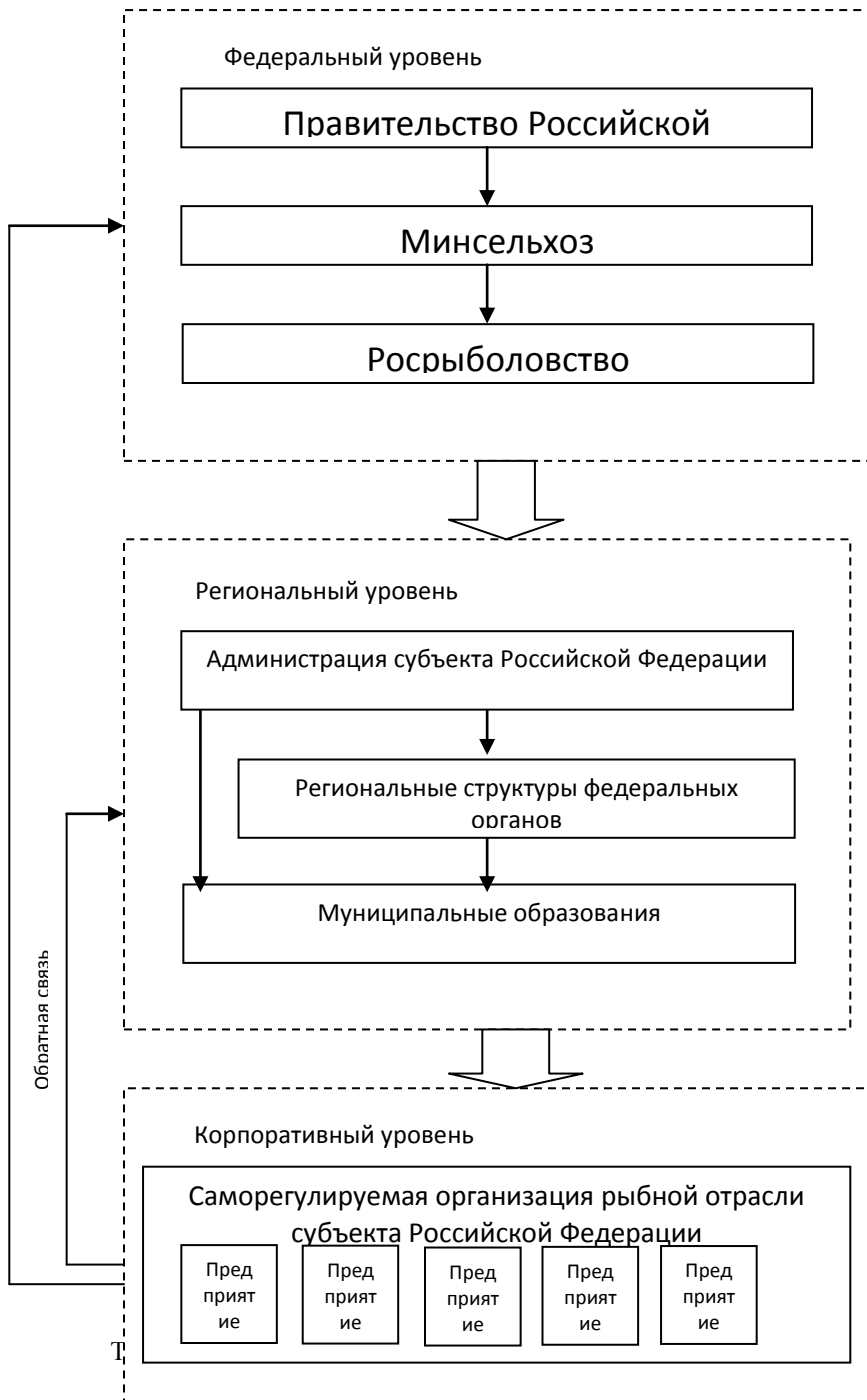 Федеральный уровень
Правительство Российской
Минсельхоз
Росрыболовство
Региональный уровень
Администрация субъекта Российской Федерации
Региональные структуры федеральных
органов
Муниципальные образования
Обратная связь
Корпоративный уровень
Саморегулируемая организация рыбной отрасли
субъекта Российской Федерации
Пред
прият
ие
Пред
прият
ие
Пред
прият
ие
Пред
прият
ие
Пред
прият
ие
Т